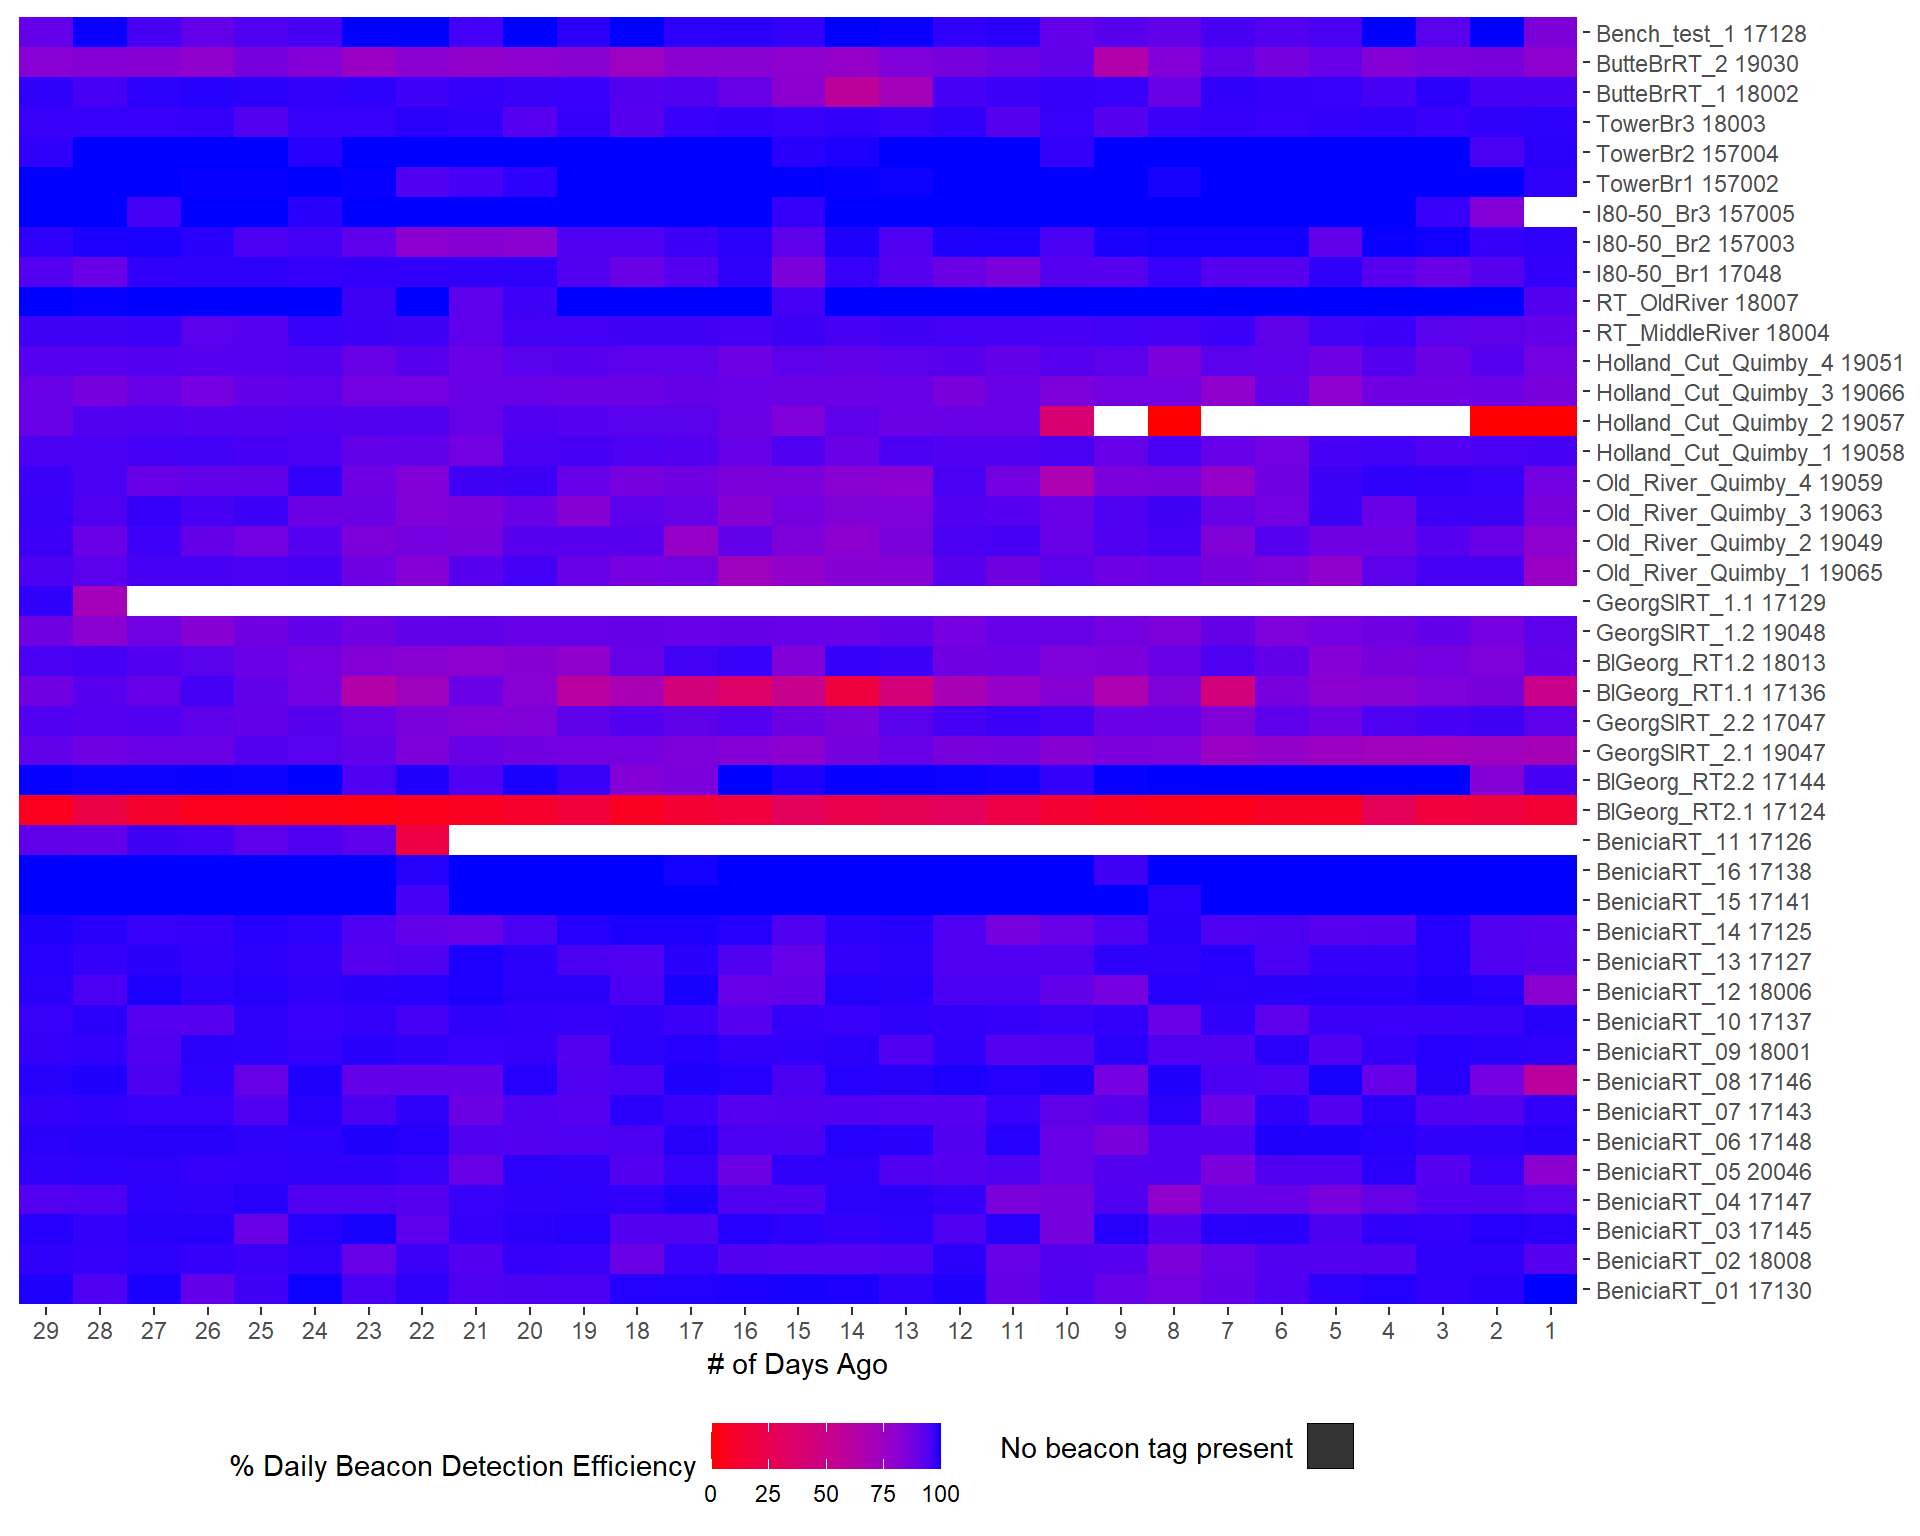 Bench_test_1 17128
ButteBrRT_2 19030
ButteBrRT_1 18002
TowerBr3 18003
TowerBr2 157004
TowerBr1 157002
I80-50_Br3 157005
I80-50_Br2 157003
I80-50_Br1 17048
RT_OldRiver 18007
RT_MiddleRiver 18004
Holland_Cut_Quimby_4 19051
Holland_Cut_Quimby_3 19066
Holland_Cut_Quimby_2 19057
Holland_Cut_Quimby_1 19058
Old_River_Quimby_4 19059
Old_River_Quimby_3 19063
Old_River_Quimby_2 19049
Old_River_Quimby_1 19065
GeorgSlRT_1.1 17129
GeorgSlRT_1.2 19048
BlGeorg_RT1.2 18013
BlGeorg_RT1.1 17136
GeorgSlRT_2.2 17047
GeorgSlRT_2.1 19047
BlGeorg_RT2.2 17144
BlGeorg_RT2.1 17124
BeniciaRT_11 17126
BeniciaRT_16 17138
BeniciaRT_15 17141
BeniciaRT_14 17125
BeniciaRT_13 17127
BeniciaRT_12 18006
BeniciaRT_10 17137
BeniciaRT_09 18001
BeniciaRT_08 17146
BeniciaRT_07 17143
BeniciaRT_06 17148
BeniciaRT_05 20046
BeniciaRT_04 17147
BeniciaRT_03 17145
BeniciaRT_02 18008
BeniciaRT_01 17130
29 28 27 26 25 24 23 22 21 20 19 18 17 16 15 14 13 12 11 10 9 8 7 6 5 4 3 2 1
# of Days Ago
% Daily Beacon Detection Efficiency
0 25 50 75 100
No beacon tag present